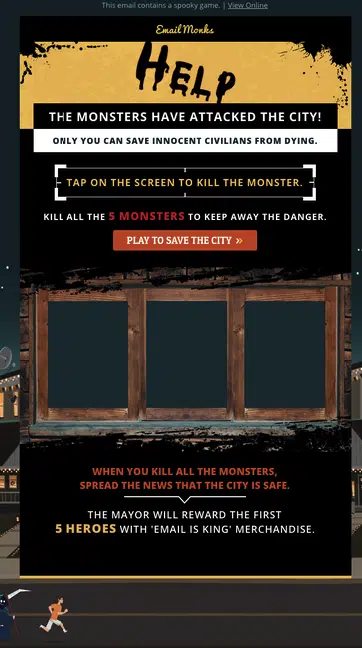 This email contains a spooky game. | View Online
Email Monks
HELP
THE MONSTERS HAVE ATTACKED THE CITY!
ONLY YOU CAN SAVE INNOCENT CIVILIANS FROM DYING.
TAP ON THE SCREEN TO KILL THE MONSTER.
KILL ALL THE 5 MONSTERS TO KEEP AWAY THE DANGER.
PLAY TO SAVE THE CITY »
WHEN YOU KILL ALL THE MONSTERS,
SPREAD THE NEWS THAT THE CITY IS SAFE.
THE MAYOR WILL REWARD THE FIRST
5 HEROES WITH 'EMAIL IS KING' MERCHANDISE.